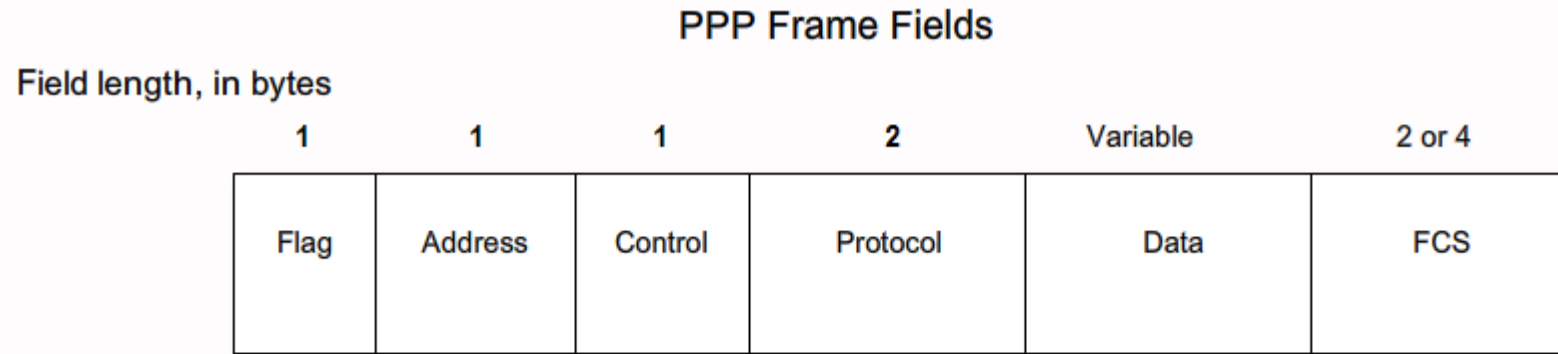 PPP Frame Fields
Field length, in bytes
1 1 1 2 Variable 2 or 4
Flag Address Control Protocol Data FCS